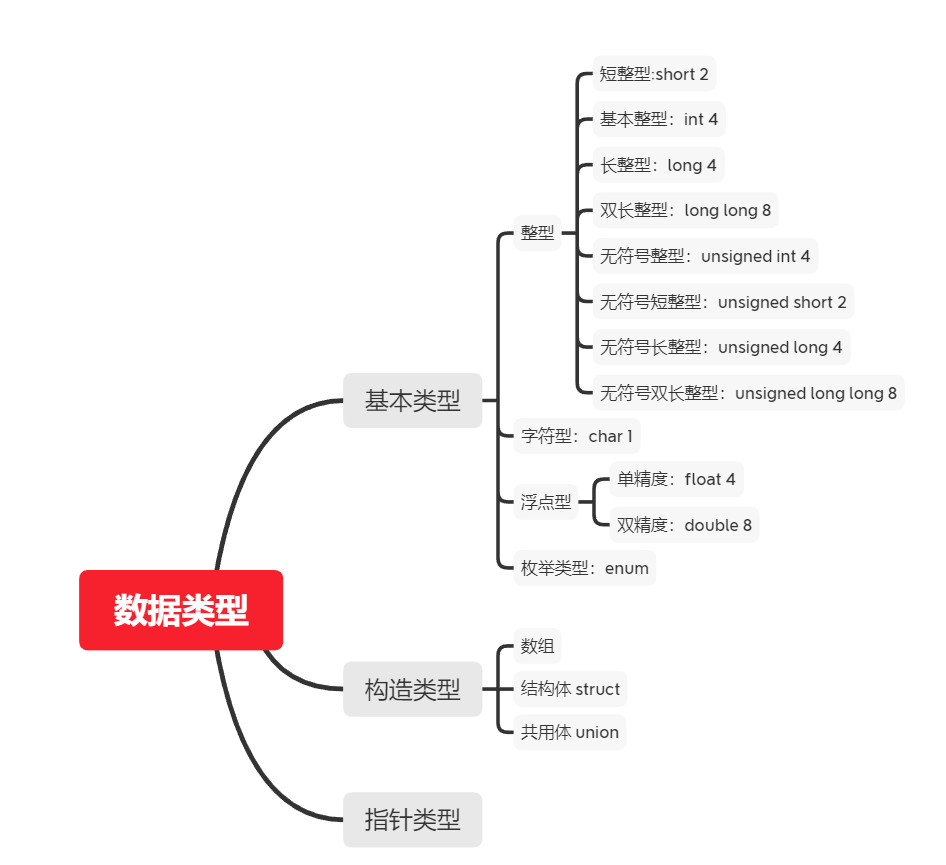 数据类型
基本类型
整型
短整型:short 2
基本整型：int 4
长整型：long 4
双长整型：long long 8
无符号整型：unsigned int 4
无符号短整型：unsigned short 2
无符号长整型：unsigned long 4
无符号双长整型：unsigned long long 8
字符型：char 1
浮点型
单精度：float 4
双精度：double 8
枚举类型：enum
构造类型
数组
结构体 struct
共用体 union
指针类型